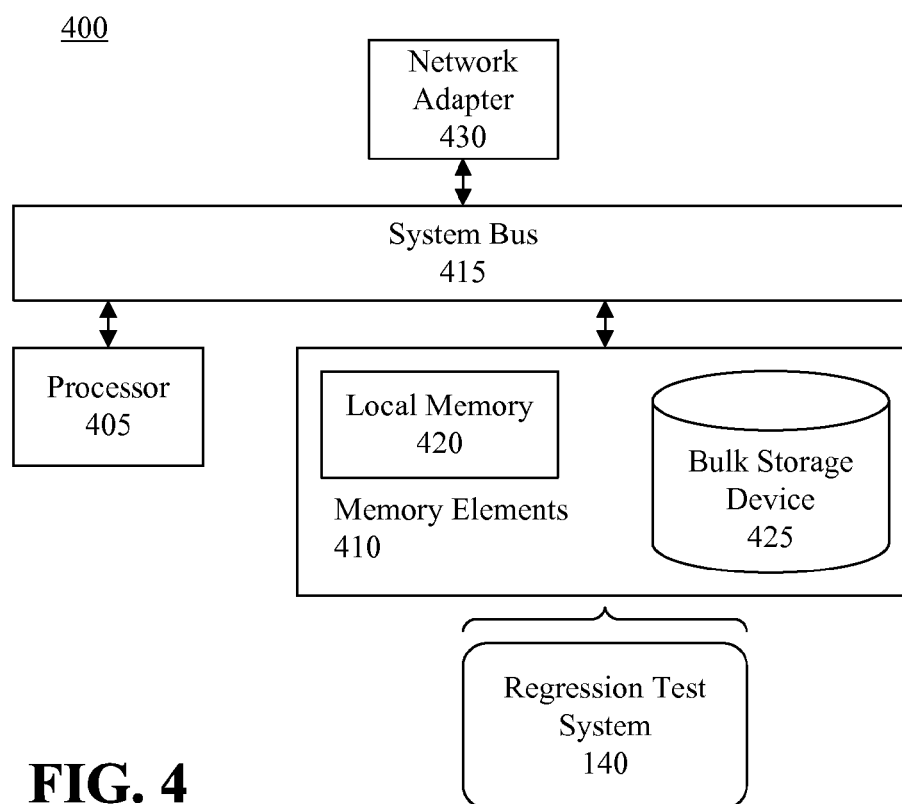 400
Network
Adapter
430
System Bus
415
Processor
405
Local Memory
420
Memory Elements
410
Bulk Storage
Device
425
Regression Test
System
140
FIG. 4